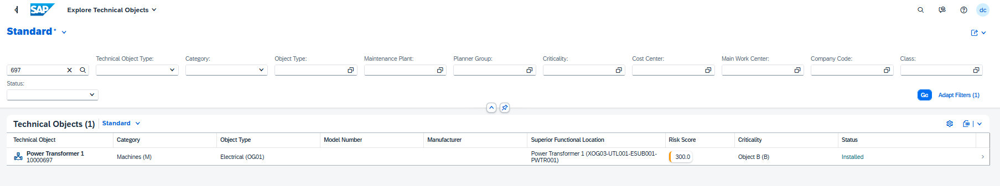 SAP Explore Technical Objects dc
Standard *
Technical Object Type: Category: Object Type: Maintenance Plant: Planner Group: Criticality: Cost Center: Main Work Center: Company Code: Class:
697
Status:
Go Adapt Filters (1)
Technical Objects (1) Standard
Technical Object Category Object Type Model Number Manufacturer Superior Functional Location Risk Score Criticality Status
Power Transformer 1
10000697
Machines (M) Electrical (OG01)
Power Transformer 1 (XOG03-UTL001-ESUB001-
PWTR001)
300.0 Object B (B) Installed